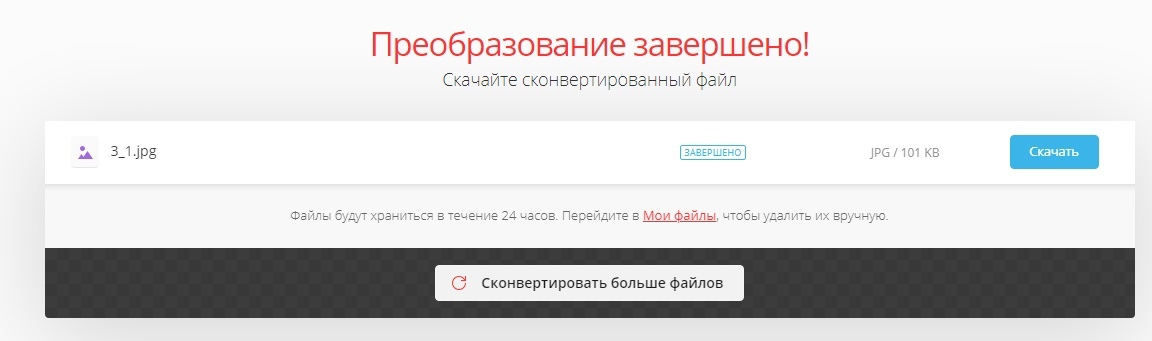 Преобразование завершено!
Скачайте сконвертированный файл
3_1.jpg ЗАВЕРШЕНО JPG / 101 KB Скачать
Файлы будут храниться в течение 24 часов. Перейдите в Мои файлы, чтобы удалить их вручную.
Сконвертировать больше файлов